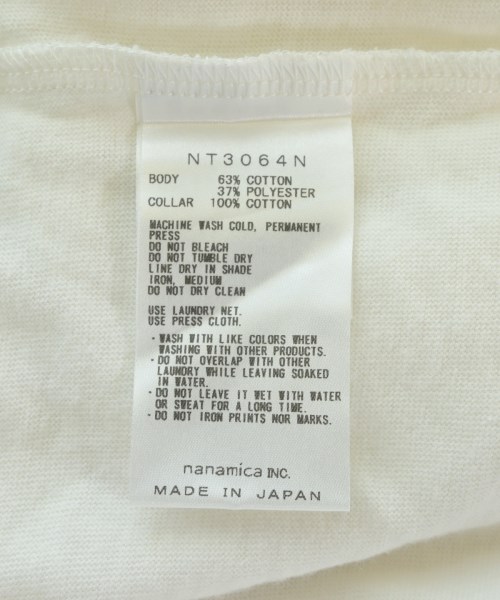 NT3064N
BODY 63% COTTON
37% POLYESTER
COLLAR 100% COTTON
MACHINE WASH COLD, PERMANENT
PRESS
DO NOT BLEACH
DO NOT TUMBLE DRY
LINE DRY IN SHADE
IRON, MEDIUM
DO NOT DRY CLEAN
USE LAUNDRY NET.
USE PRESS CLOTH.
・WASH WITH LIKE COLORS WHEN
WASHING WITH OTHER PRODUCTS.
・DO NOT OVERLAP WITH OTHER
LAUNDRY WHILE LEAVING SOAKED
IN WATER.
・DO NOT LEAVE IT WET WITH WATER
OR SWEAT FOR A LONG TIME.
・DO NOT IRON PRINTS NOR MARKS.
nanamica INC.
MADE IN JAPAN